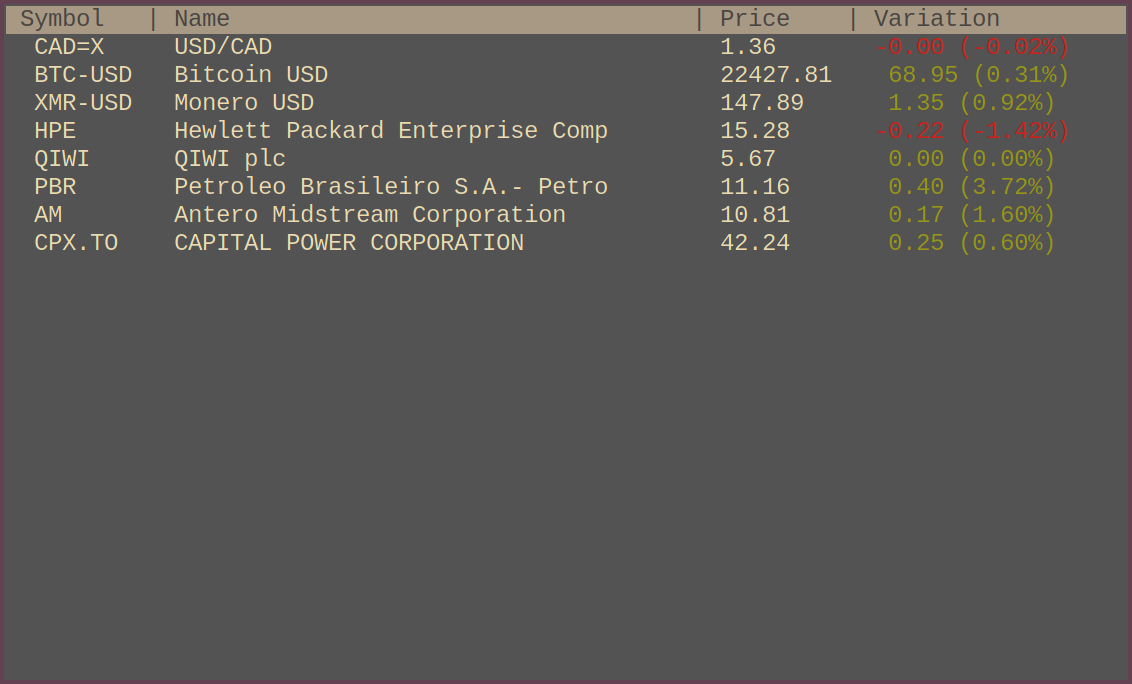 Symbol | Name | Price | Variation
CAD=X USD/CAD 1.36 -0.00 (-0.02%)
BTC-USD Bitcoin USD 22427.81 68.95 (0.31%)
XMR-USD Monero USD 147.89 1.35 (0.92%)
HPE Hewlett Packard Enterprise Comp 15.28 -0.22 (-1.42%)
QIWI QIWI plc 5.67 0.00 (0.00%)
PBR Petroleo Brasileiro S.A.- Petro 11.16 0.40 (3.72%)
AM Antero Midstream Corporation 10.81 0.17 (1.60%)
CPX.TO CAPITAL POWER CORPORATION 42.24 0.25 (0.60%)